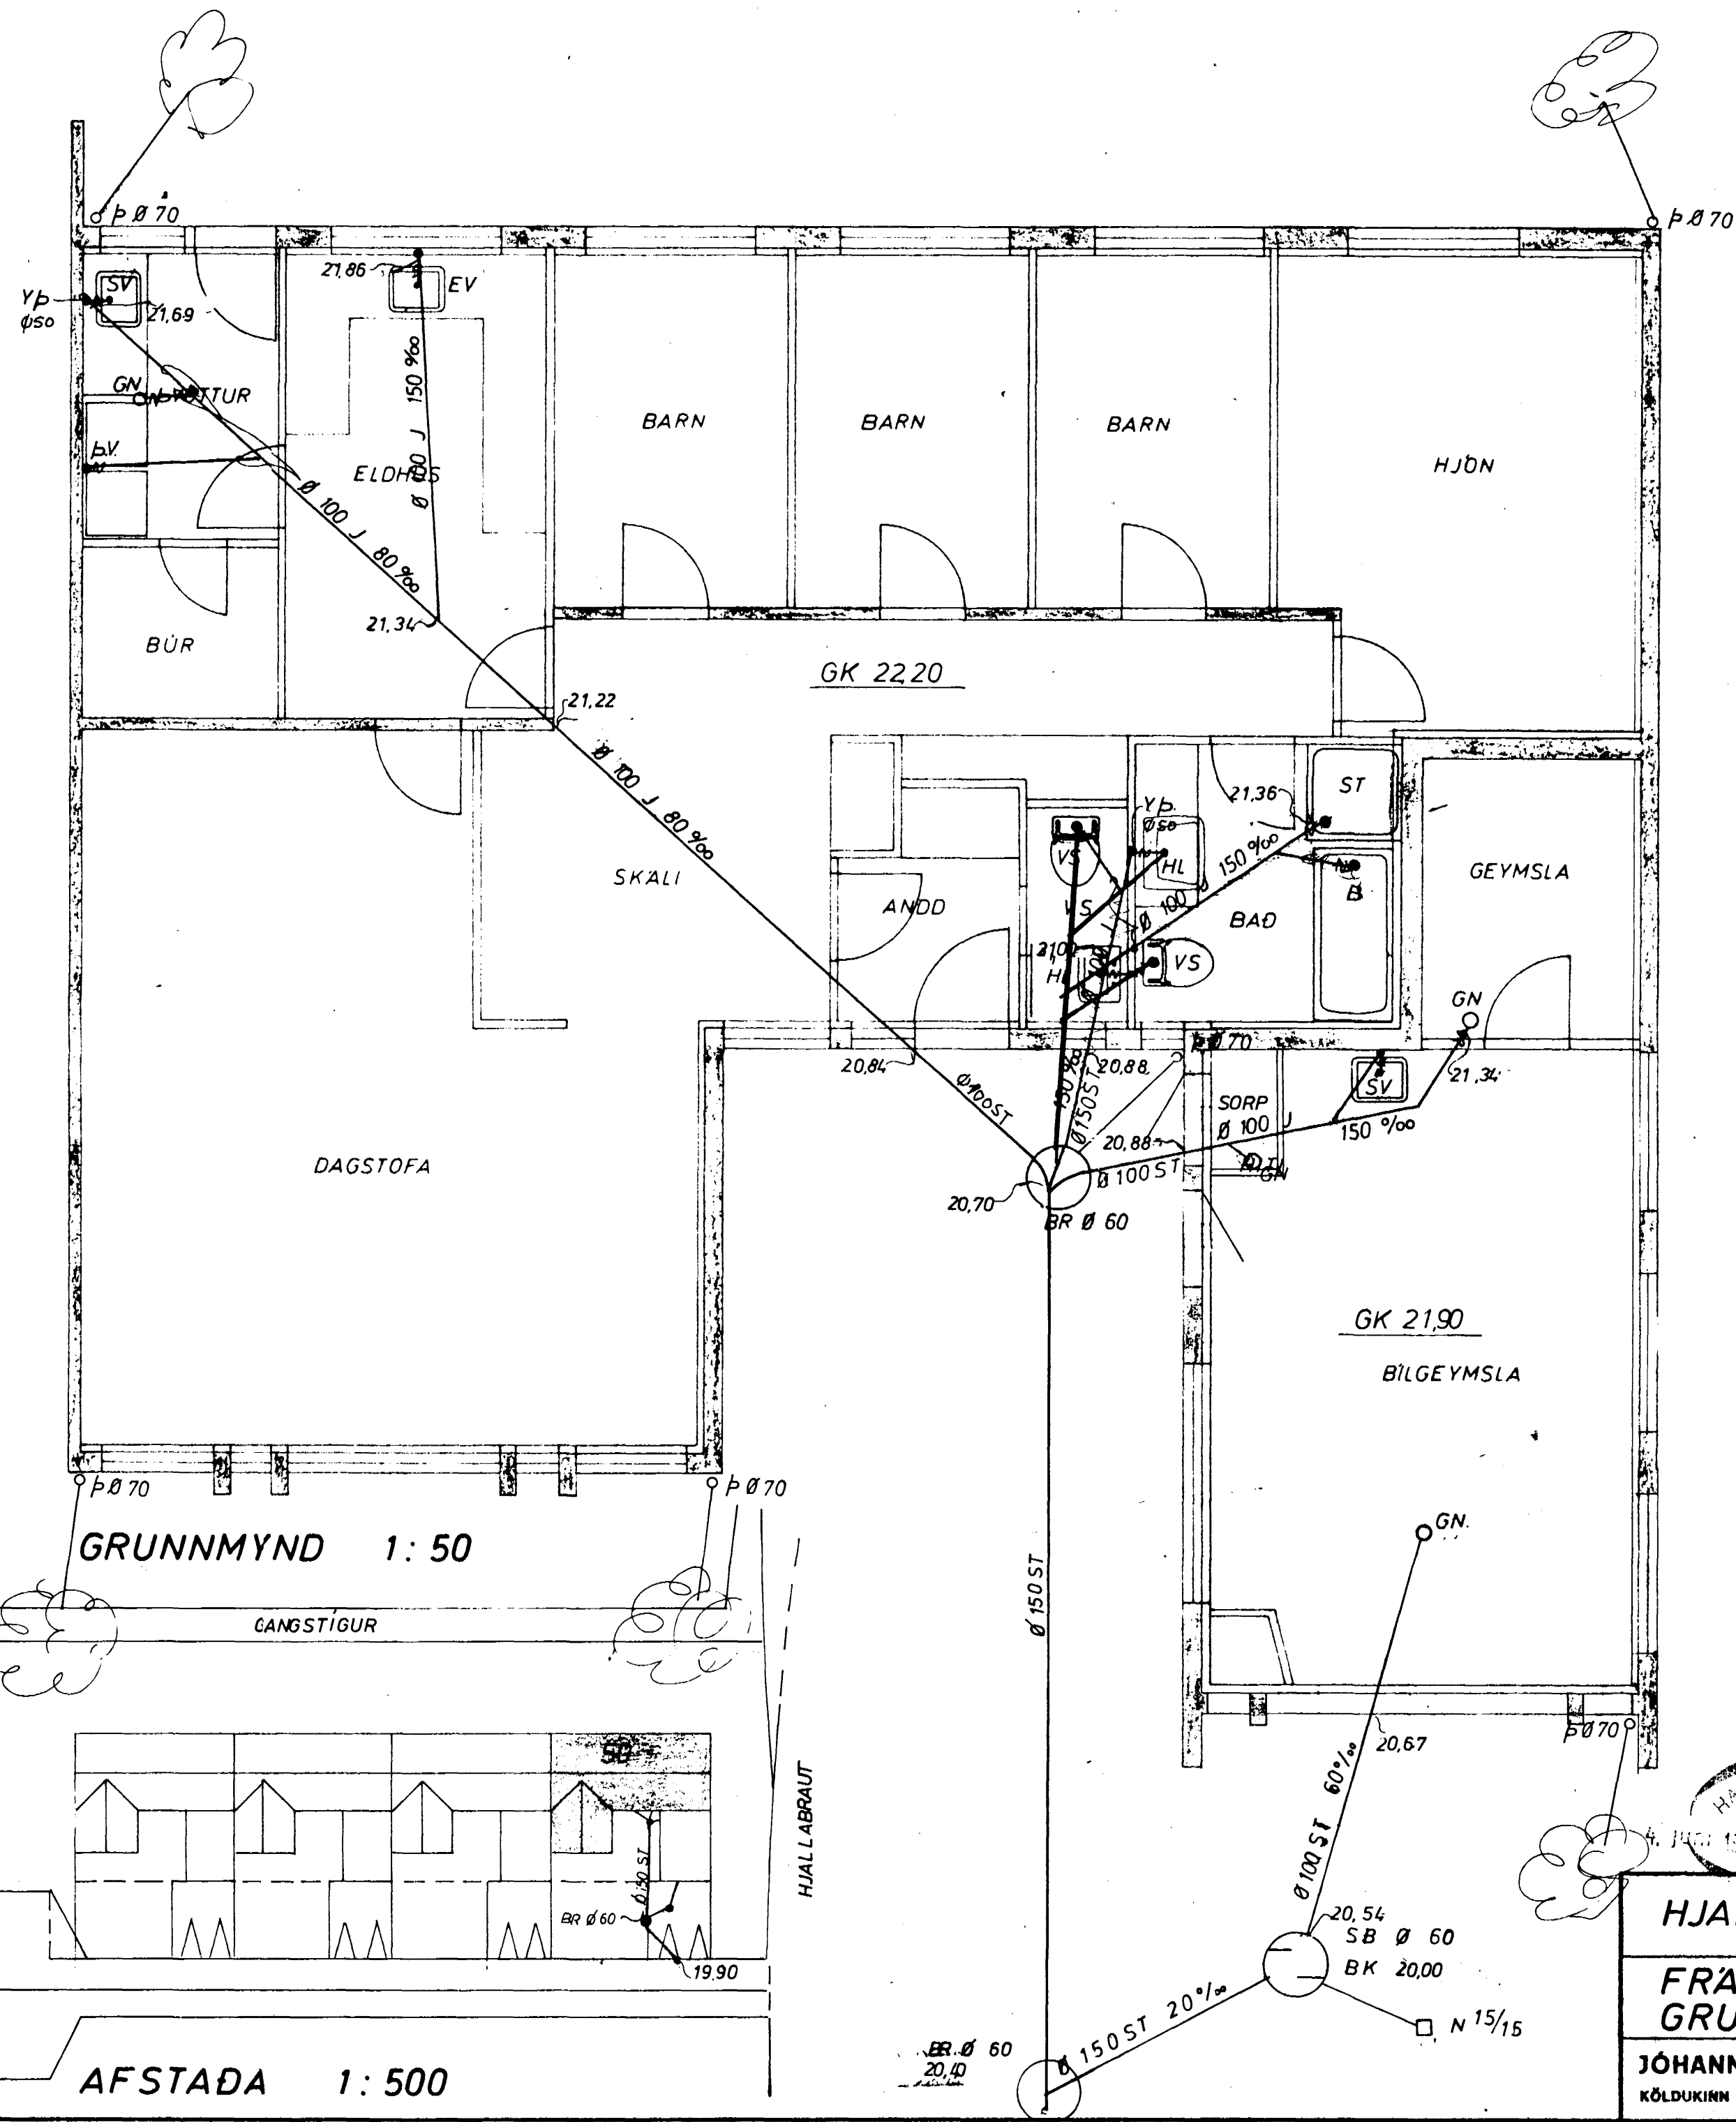 Þ Ø 70
Þ Ø 70
21,86
EV
SV
YÞ
Ø50
21,69
GN
ÞV.
ELDHÚS
Ø 100 J 150 ‰
Ø 100 J 80 ‰
BARN
BARN
BARN
HJÓN
21,34
BÚR
GK 22,20
21,22
Ø 100 J 80 ‰
SKÁLI
ANDD
VS
VS
YÞ.
Ø50
HL
21,36
ST
150 ‰
Ø 100 J
B
BAÐ
VS
GEYMSLA
GN
20,84
20,88
Ø 70
SV
21,34
Ø100ST
150 ‰
Ø150ST
SORP
Ø 100 J
150 ‰
20,88
Ø 100 ST
GN
20,70
BR Ø 60
DAGSTOFA
GK 21,90
BÍLGEYMSLA
Þ Ø 70
Þ Ø 70
GN.
GRUNNMYND 1:50
GANGSTÍGUR
Ø 150 ST
Þ Ø 70
20,67
Ø 100 ST 60‰
HJALLABRAUT
Ø 150 ST
BR Ø 60
19,90
20,54
SB Ø 60
BK 20,00
N 15/15
Ø 150 ST 20‰
BR Ø 60
20,40
AFSTAÐA 1:500
HJA
FRÁ
GRU
JÓHANN
KÖLDUKINN